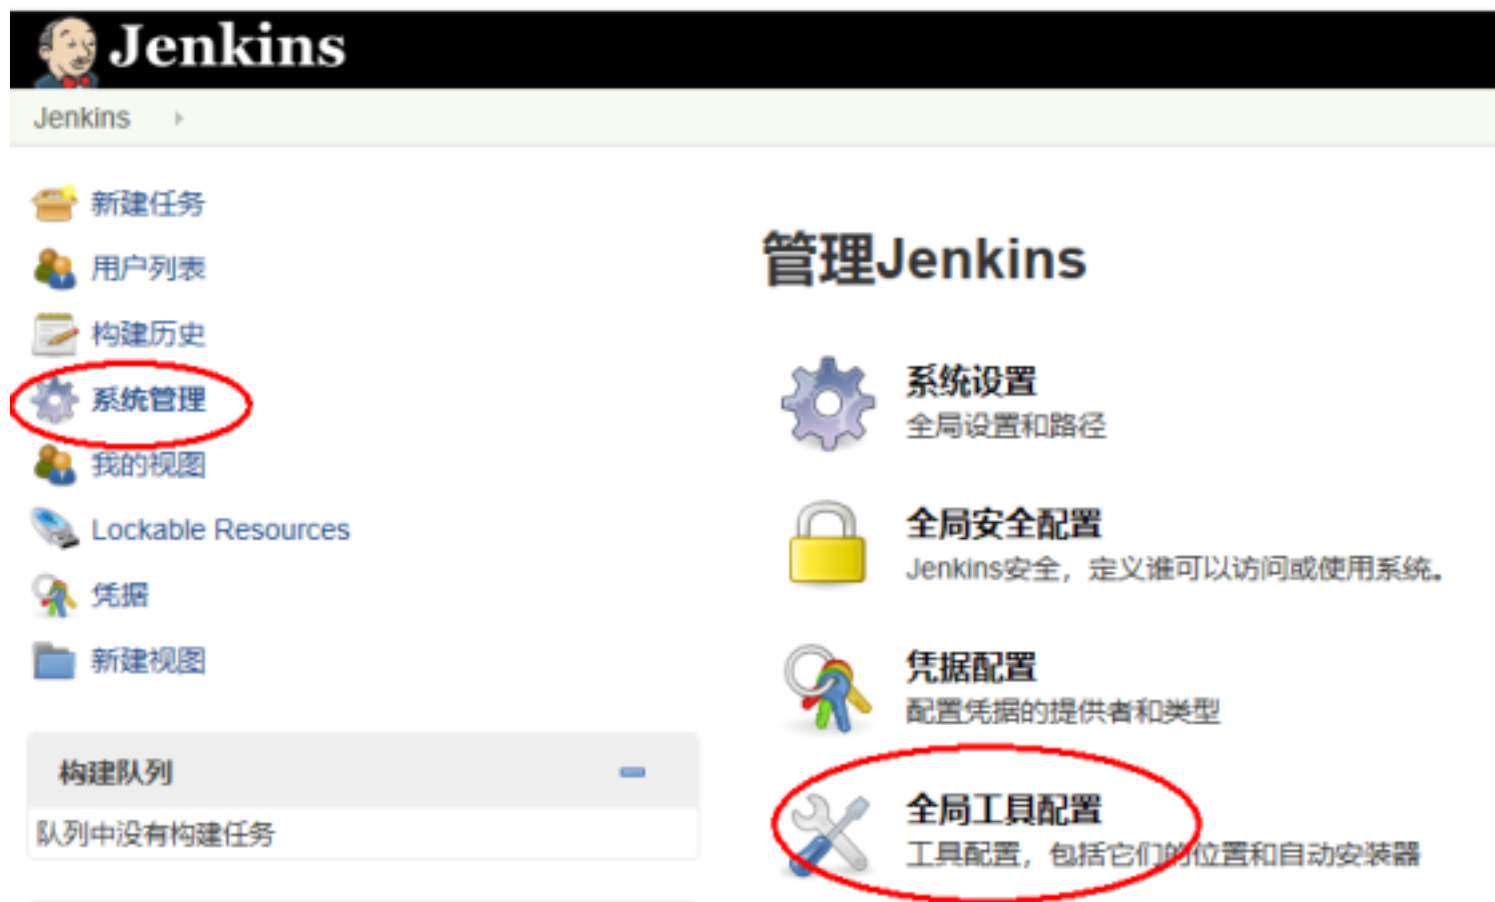 Jenkins
Jenkins
新建任务
用户列表
构建历史
系统管理
我的视图
Lockable Resources
凭据
新建视图
构建队列
队列中没有构建任务
管理Jenkins
系统设置
全局设置和路径
全局安全配置
Jenkins安全，定义谁可以访问或使用系统。
凭据配置
配置凭据的提供者和类型
全局工具配置
工具配置，包括它们的位置和自动安装器